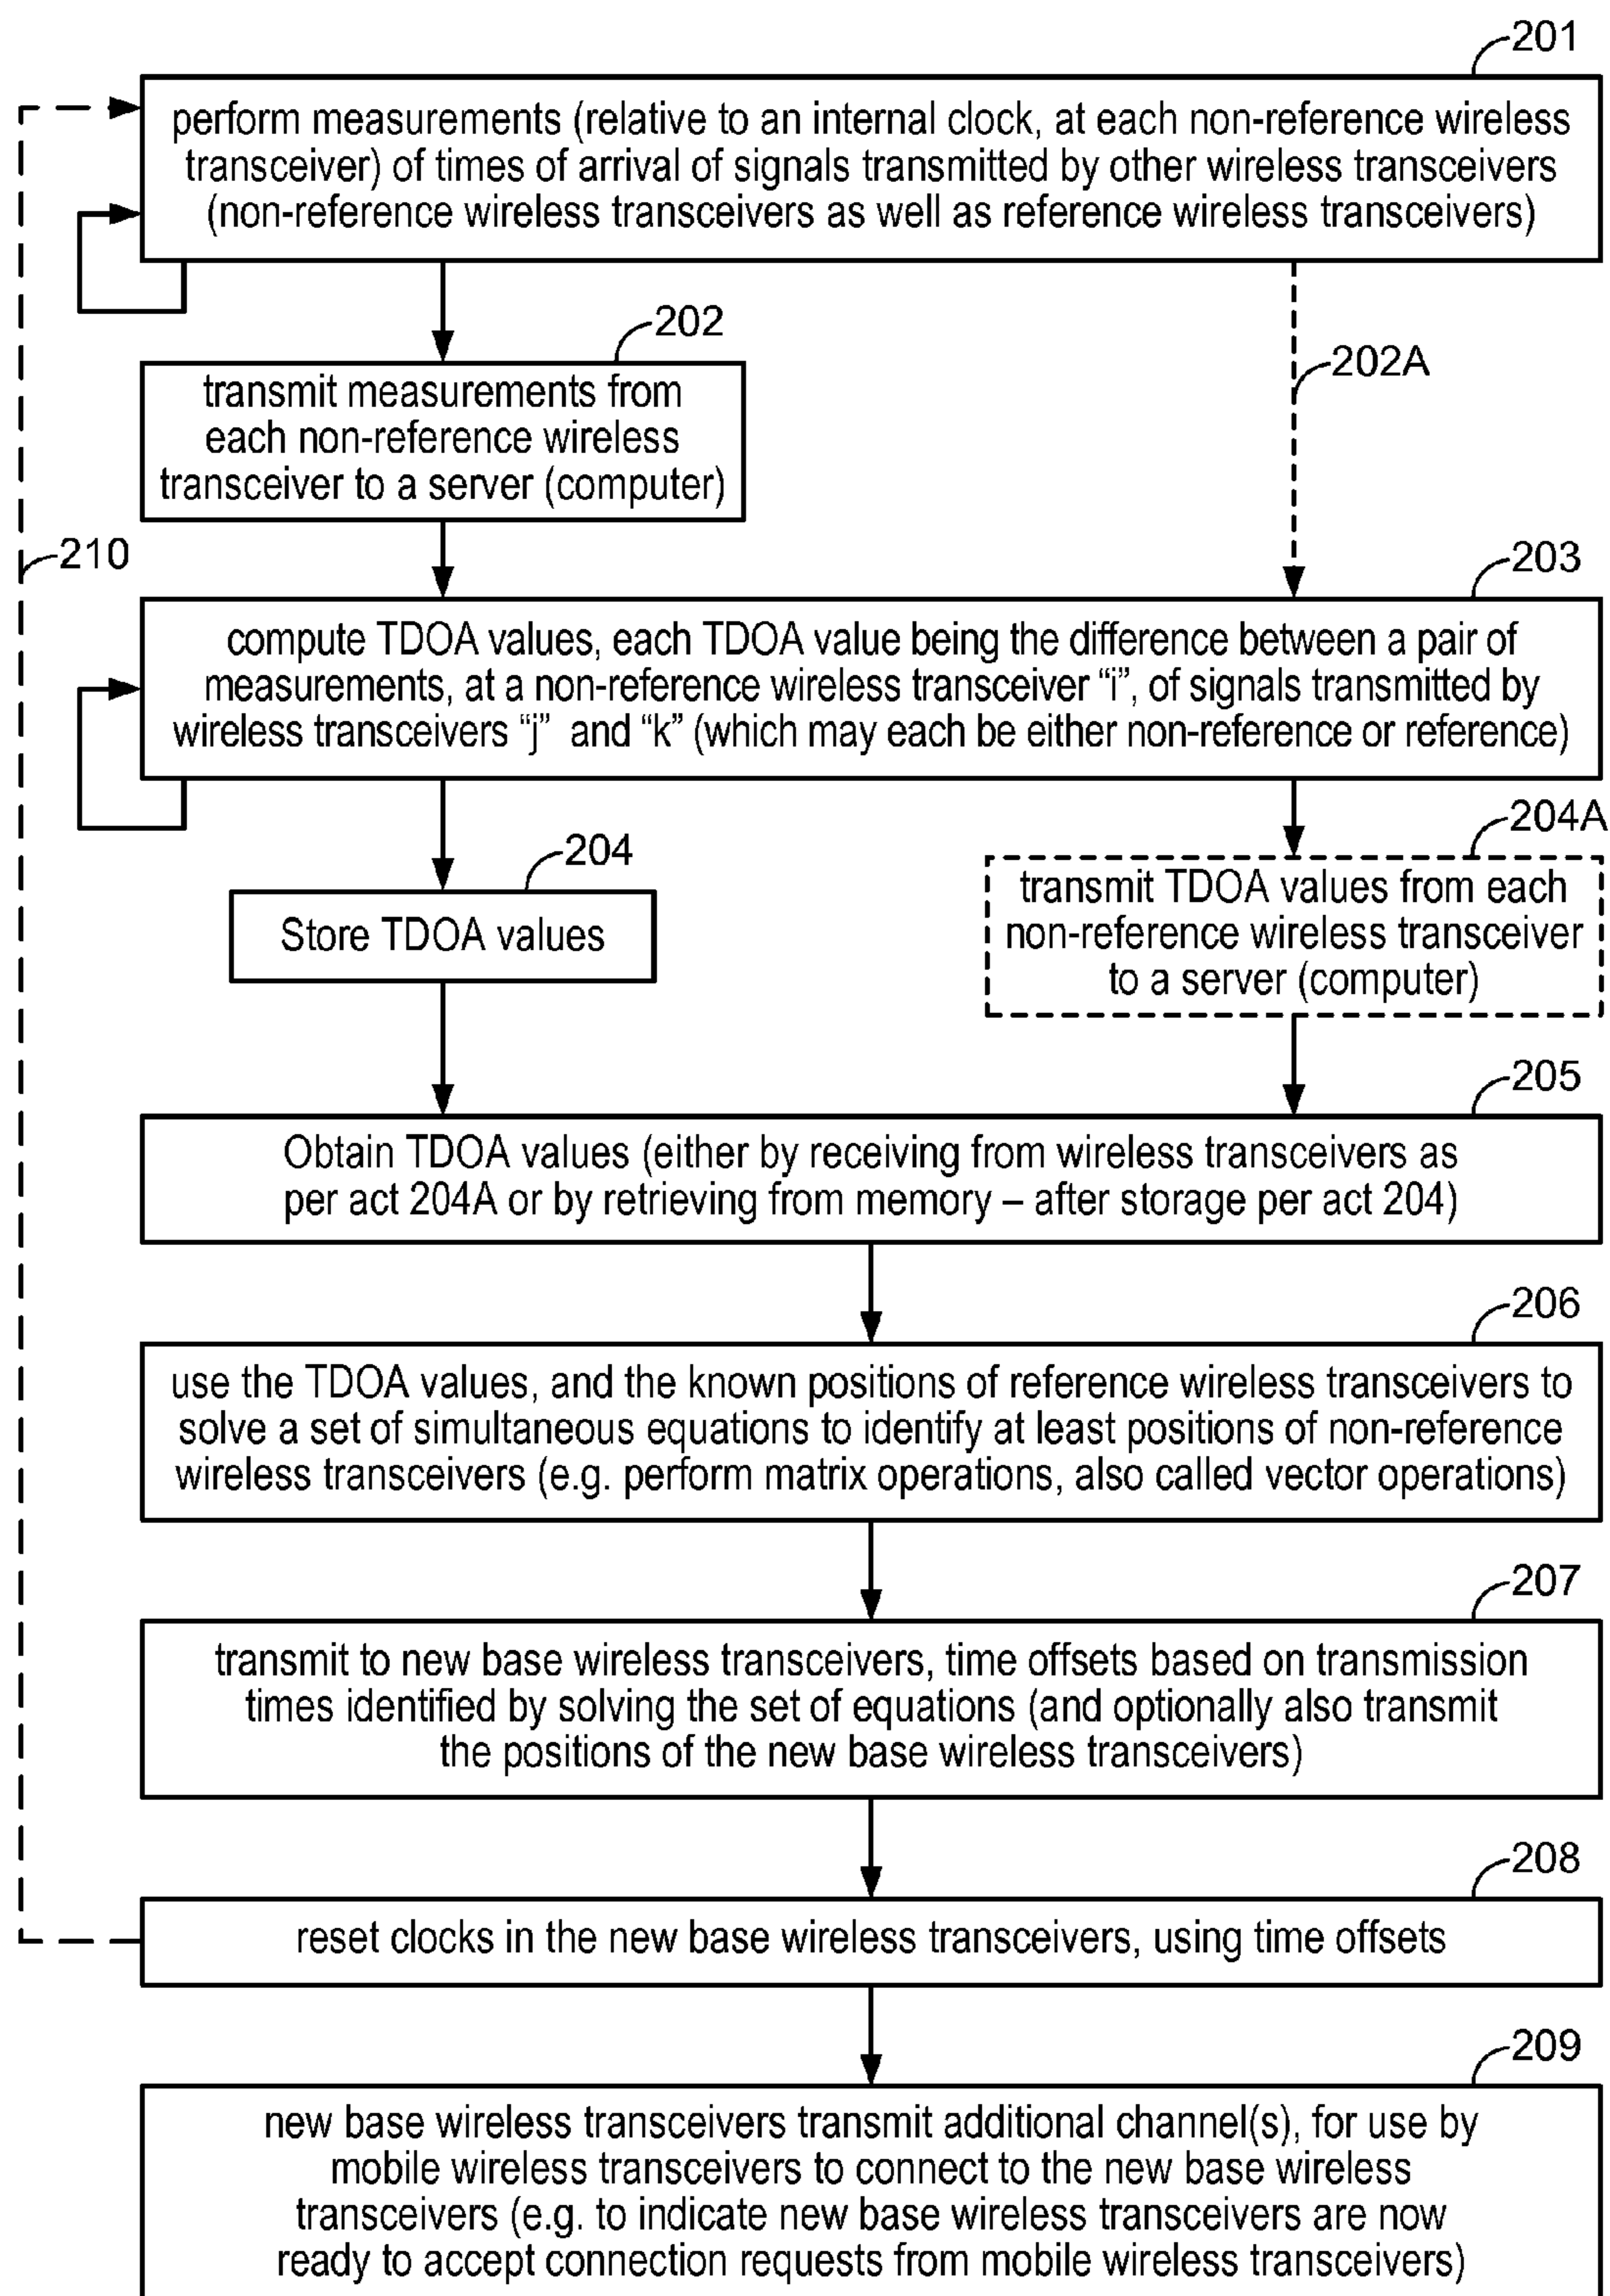 201
perform measurements (relative to an internal clock, at each non-reference wireless
transceiver) of times of arrival of signals transmitted by other wireless transceivers
(non-reference wireless transceivers as well as reference wireless transceivers)
202
transmit measurements from
each non-reference wireless
transceiver to a server (computer)
202A
210
203
compute TDOA values, each TDOA value being the difference between a pair of
measurements, at a non-reference wireless transceiver “i”, of signals transmitted by
wireless transceivers “j” and “k” (which may each be either non-reference or reference)
204
Store TDOA values
204A
transmit TDOA values from each
non-reference wireless transceiver
to a server (computer)
205
Obtain TDOA values (either by receiving from wireless transceivers as
per act 204A or by retrieving from memory – after storage per act 204)
206
use the TDOA values, and the known positions of reference wireless transceivers to
solve a set of simultaneous equations to identify at least positions of non-reference
wireless transceivers (e.g. perform matrix operations, also called vector operations)
207
transmit to new base wireless transceivers, time offsets based on transmission
times identified by solving the set of equations (and optionally also transmit
the positions of the new base wireless transceivers)
208
reset clocks in the new base wireless transceivers, using time offsets
209
new base wireless transceivers transmit additional channel(s), for use by
mobile wireless transceivers to connect to the new base wireless
transceivers (e.g. to indicate new base wireless transceivers are now
ready to accept connection requests from mobile wireless transceivers)